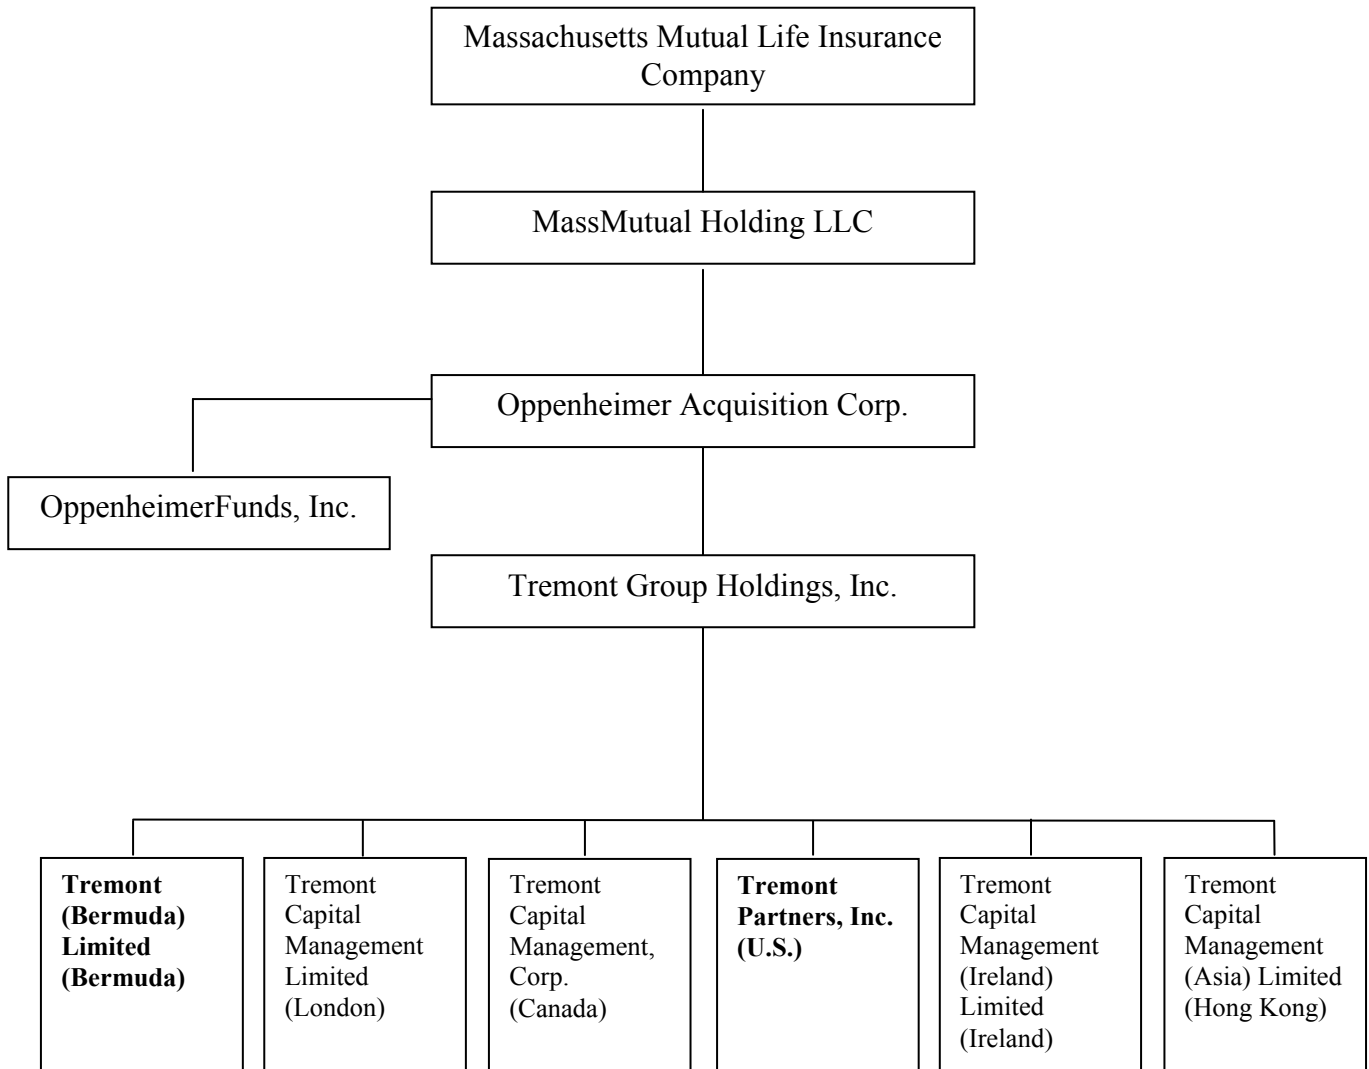 Massachusetts Mutual Life Insurance
Company
MassMutual Holding LLC
Oppenheimer Acquisition Corp.
OppenheimerFunds, Inc.
Tremont Group Holdings, Inc.
Tremont
(Bermuda)
Limited
(Bermuda)
Tremont
Capital
Management
Limited
(London)
Tremont
Capital
Management,
Corp.
(Canada)
Tremont
Partners, Inc.
(U.S.)
Tremont
Capital
Management
(Ireland)
Limited
(Ireland)
Tremont
Capital
Management
(Asia) Limited
(Hong Kong)